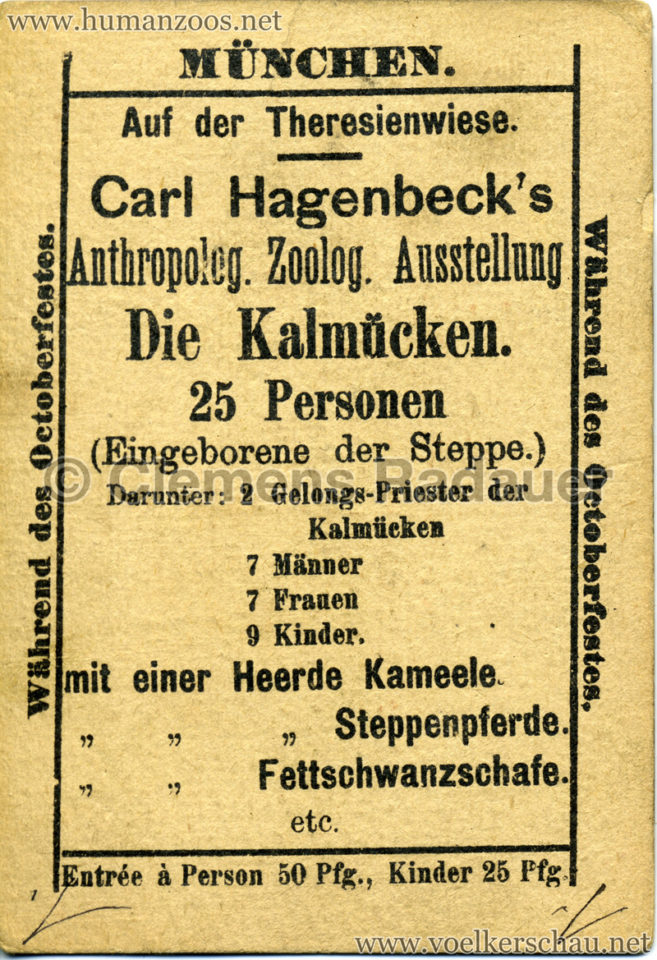 www.humanzoos.net
MÜNCHEN.
Auf der Theresienwiese.
Carl Hagenbeck's
Anthropolog. Zoolog. Ausstellung
Die Kalmücken.
25 Personen
(Eingeborene der Steppe.)
© Clemens Radauer
Darunter: 2 Gelongs-Priester der
Kalmücken
7 Männer
7 Frauen
9 Kinder.
mit einer Heerde Kameele.
„ „ „ Steppenpferde.
„ „ Fettschwanzschafe.
etc.
Entrée à Person 50 Pfg., Kinder 25 Pfg.
Während des Octoberfestes.
Während des Octoberfestes.
www.voelkerschau.net